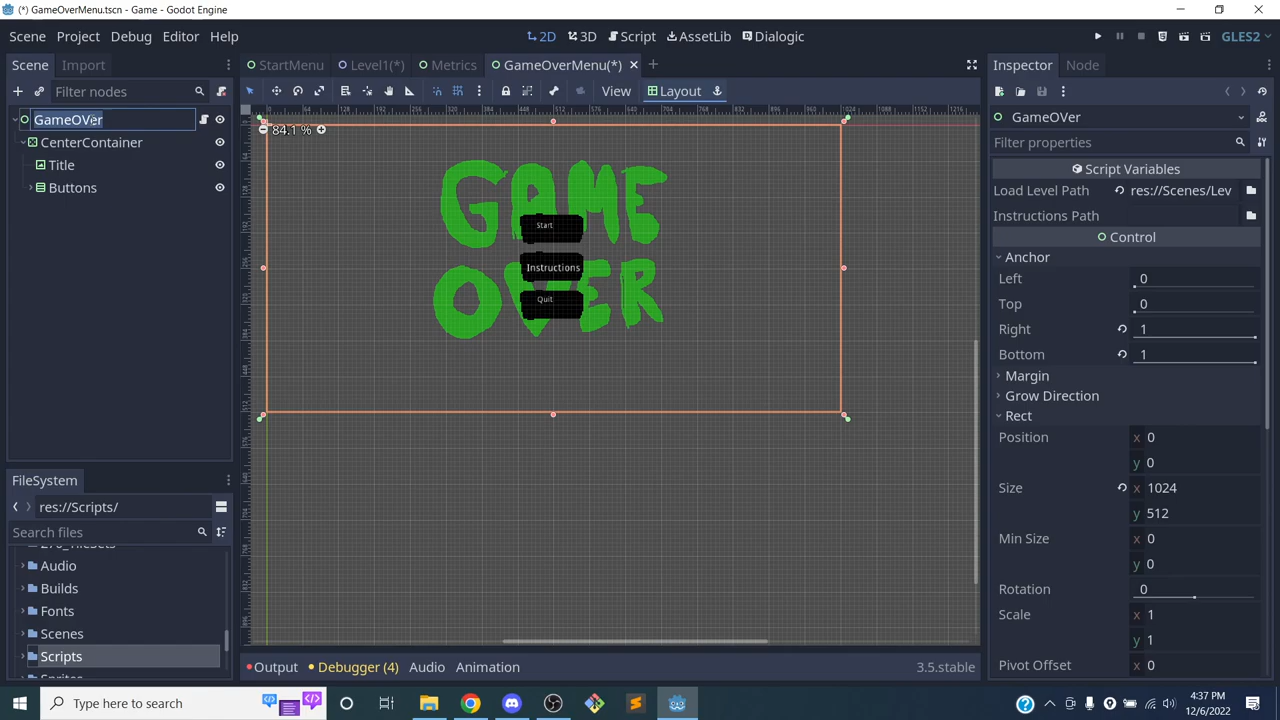 (*) GameOverMenu.tscn - Game - Godot Engine
Scene Project Debug Editor Help
2D 3D Script AssetLib Dialogic
GLES2
Scene Import
StartMenu Level1(*) Metrics GameOverMenu(*)
Inspector Node
Filter nodes
View Layout
GameOVer
GameOVer
CenterContainer
Title
Buttons
84.1 %
GAME
OVER
Start
Instructions
Quit
Filter properties
Script Variables
Load Level Path res://Scenes/Lev
Instructions Path
Control
Anchor
Left 0
Top 0
Right 1
Bottom 1
Margin
Grow Direction
Rect
Position x 0
y 0
Size x 1024
y 512
Min Size x 0
y 0
Rotation 0
Scale x 1
y 1
Pivot Offset x 0
FileSystem
res://Scripts/
Search files
Audio
Builds
Fonts
Scenes
Scripts
Output Debugger (4) Audio Animation 3.5.stable
Type here to search
4:37 PM
12/6/2022